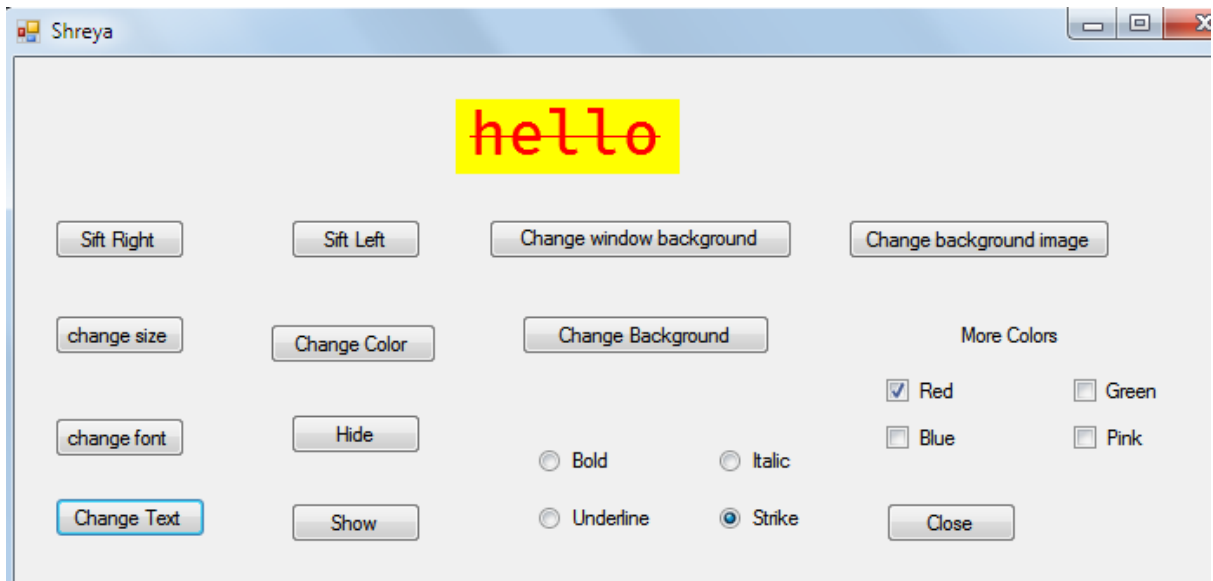 Shreya
hello
Sift Right Sift Left Change window background Change background image
change size Change Color Change Background More Colors
Red Green
change font Hide Blue Pink
Bold Italic
Change Text Show Underline Strike Close